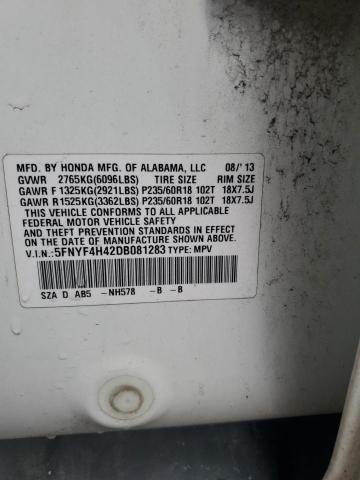 MFD. BY HONDA MFG. OF ALABAMA, LLC 08/'13
GVWR 2765KG(6096LBS) TIRE SIZE RIM SIZE
GAWR F 1325KG(2921LBS) P235/60R18 102T 18X7.5J
GAWR R 1525KG(3362LBS) P235/60R18 102T 18X7.5J
THIS VEHICLE CONFORMS TO ALL APPLICABLE
FEDERAL MOTOR VEHICLE SAFETY
AND THEFT PREVENTION STANDARDS IN EFFECT
ON THE DATE OF MANUFACTURE SHOWN ABOVE.
V.I.N.:5FNYF4H42DB081283 TYPE: MPV
SZA D AB5 -NH578 -B -B